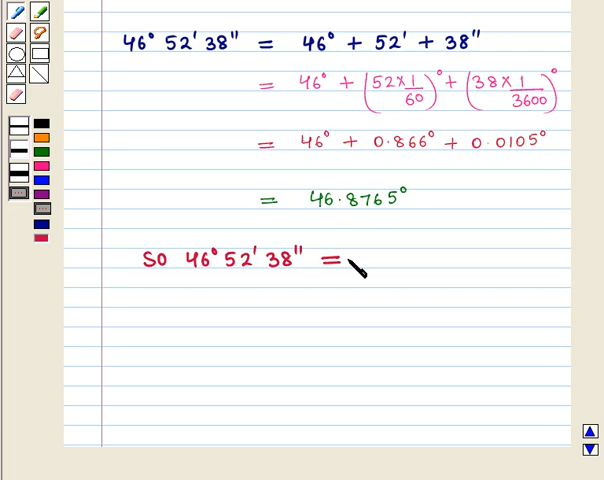 46° 52' 38" = 46° + 52' + 38"
= 46° + (52 × 1/60)° + (38 × 1/3600)°
= 46° + 0.866° + 0.0105°
= 46.8765°
So 46° 52' 38" =